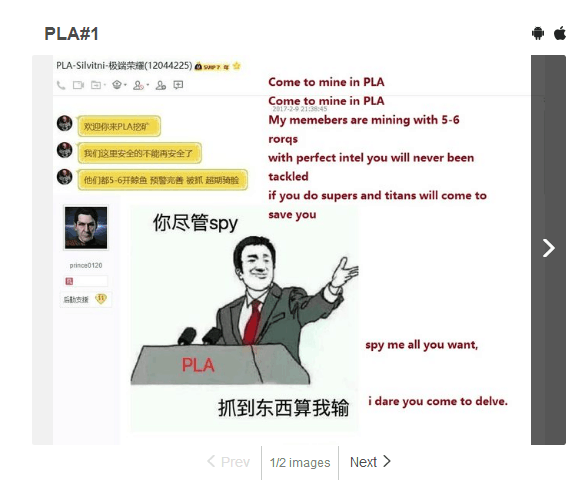 PLA#1
PLA-Silvitni-极端荣耀(12044225)
Come to mine in PLA
Come to mine in PLA
2017-2-9 21:38:45
欢迎你来PLA挖矿
My memebers are mining with 5-6
rorqs
我们这里安全的不能再安全了
with perfect intel you will never been
tackled
他们都5-6开鲸鱼 预警完善 被抓 超期骑脸
if you do supers and titans will come to
save you
你尽管spy
prince0120
后勤支援
spy me all you want,
PLA
抓到东西算我输
i dare you come to delve.
Prev
1/2 images
Next